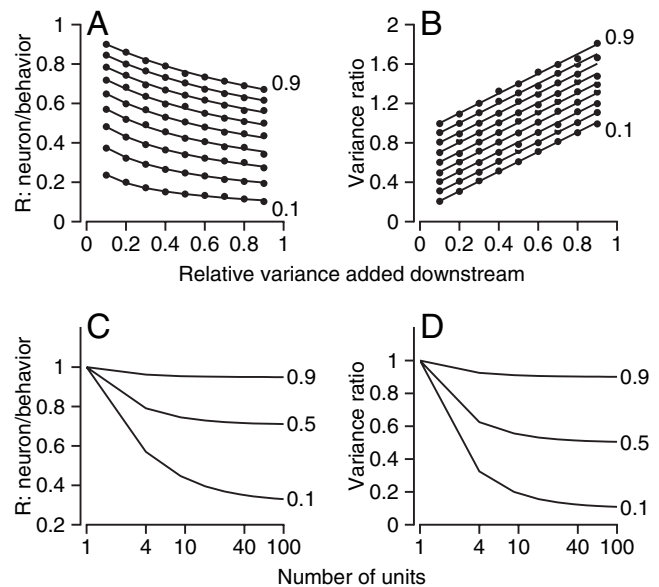 A
R: neuron/behavior
1
0.8
0.6
0.4
0.2
0
0.9
0.1
0 0.2 0.4 0.6 0.8 1
B
Variance ratio
2
1.6
1.2
0.8
0.4
0
0.9
0.1
0 0.2 0.4 0.6 0.8 1
Relative variance added downstream
C
R: neuron/behavior
1
0.8
0.6
0.4
0.2
0.9
0.5
0.1
1 4 10 40 100
D
Variance ratio
1
0.8
0.6
0.4
0.2
0
0.9
0.5
0.1
1 4 10 40 100
Number of units